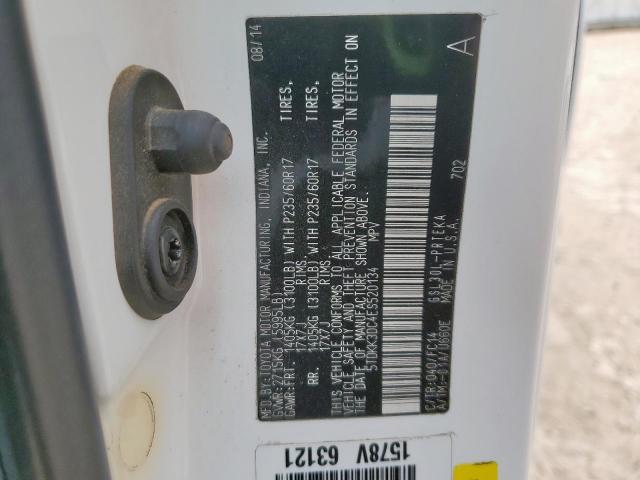 MFD.BY:TOYOTA MOTOR MANUFACTURING, INDIANA, INC. 08/14
GVWR:2715KG (5995LB)
GAWR:FRT. 1405KG (3100LB) WITH P235/60R17 TIRES,
17X7J RIMS,
RR. 1405KG (3100LB) WITH P235/60R17 TIRES,
17X7J RIMS.
THIS VEHICLE CONFORMS TO ALL APPLICABLE FEDERAL MOTOR
VEHICLE SAFETY AND THEFT PREVENTION STANDARDS IN EFFECT ON
THE DATE OF MANUFACTURE SHOWN ABOVE.
5TDKK3DC4ES520134 MPV A
702
C/TR:040/FC14 GSL30L-PRTEKA
A/TM:-01A/U660E MADE IN U.S.A.
1578V 63121